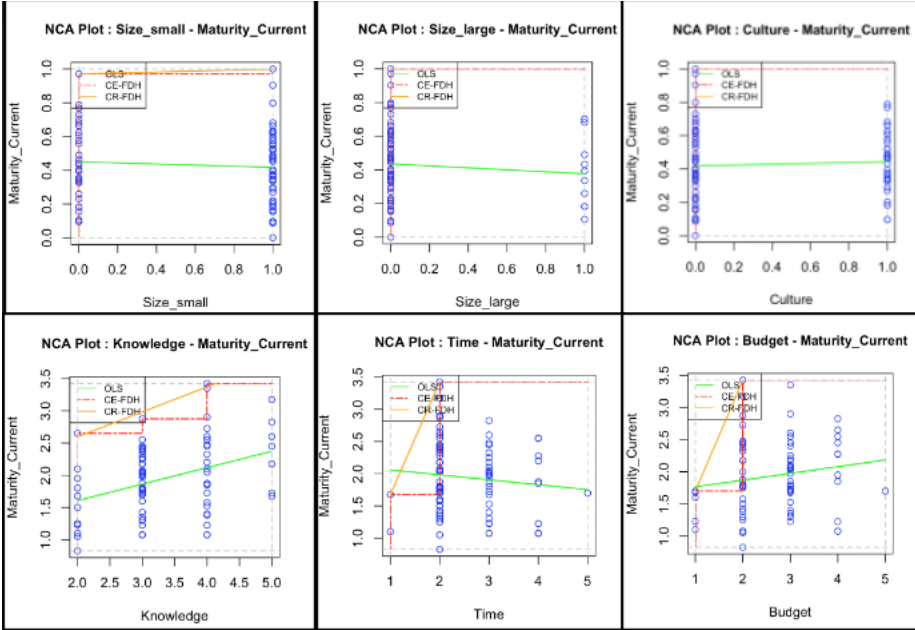 NCA Plot : Size_small - Maturity_Current
OLS
CE-FDH
CR-FDH
Maturity_Current
0.0 0.2 0.4 0.6 0.8 1.0
0.0 0.2 0.4 0.6 0.8 1.0
Size_small
NCA Plot : Size_large - Maturity_Current
OLS
CE-FDH
CR-FDH
Maturity_Current
0.0 0.2 0.4 0.6 0.8 1.0
0.0 0.2 0.4 0.6 0.8 1.0
Size_large
NCA Plot : Culture - Maturity_Current
OLS
CE-FDH
CR-FDH
Maturity_Current
0.0 0.2 0.4 0.6 0.8 1.0
0.0 0.2 0.4 0.6 0.8 1.0
Culture
NCA Plot : Knowledge - Maturity_Current
OLS
CE-FDH
CR-FDH
Maturity_Current
1.0 1.5 2.0 2.5 3.0 3.5
2.0 2.5 3.0 3.5 4.0 4.5 5.0
Knowledge
NCA Plot : Time - Maturity_Current
OLS
CE-FDH
CR-FDH
Maturity_Current
1.0 1.5 2.0 2.5 3.0 3.5
1 2 3 4 5
Time
NCA Plot : Budget - Maturity_Current
OLS
CE-FDH
CR-FDH
Maturity_Current
1.0 1.5 2.0 2.5 3.0 3.5
1 2 3 4 5
Budget